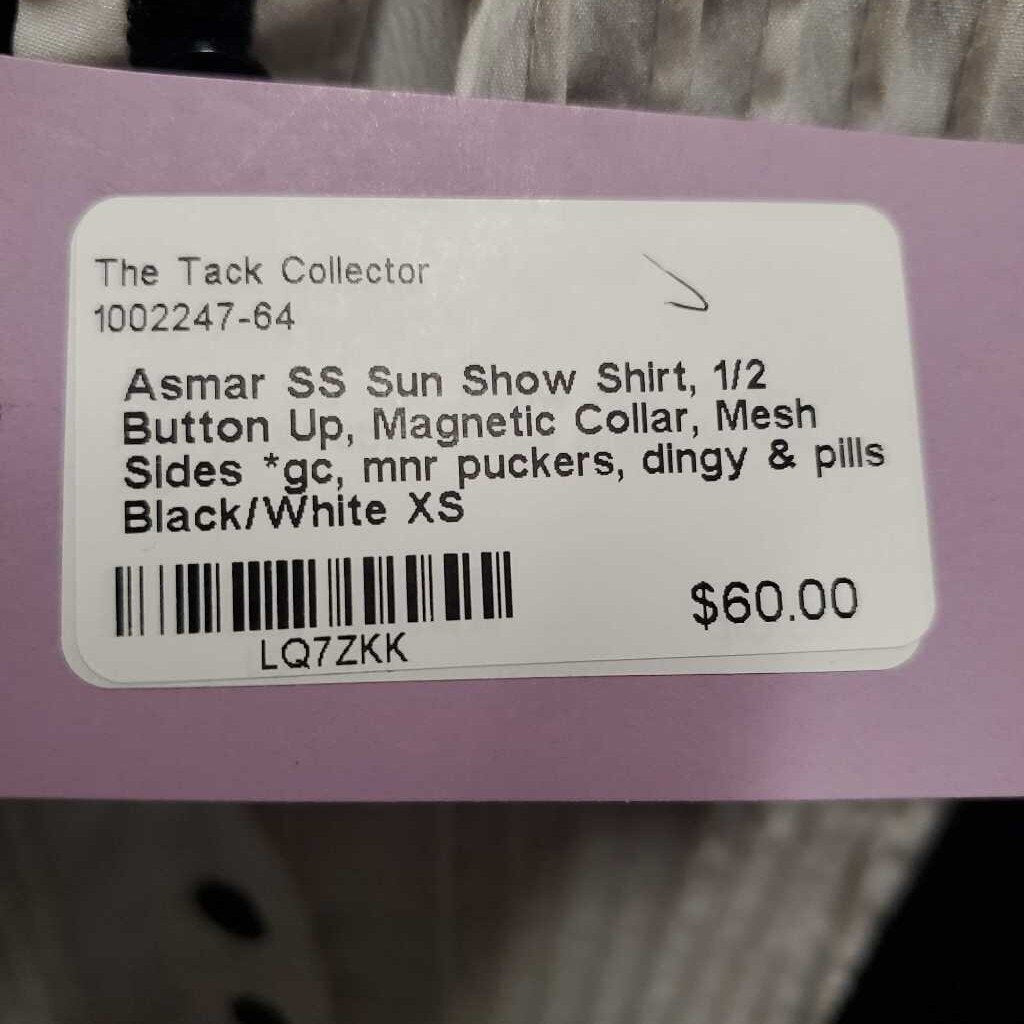 The Tack Collector
1002247-64
Asmar SS Sun Show Shirt, 1/2
Button Up, Magnetic Collar, Mesh
Sides *gc, mnr puckers, dingy & pills
Black/White XS
LQ7ZKK
$60.00